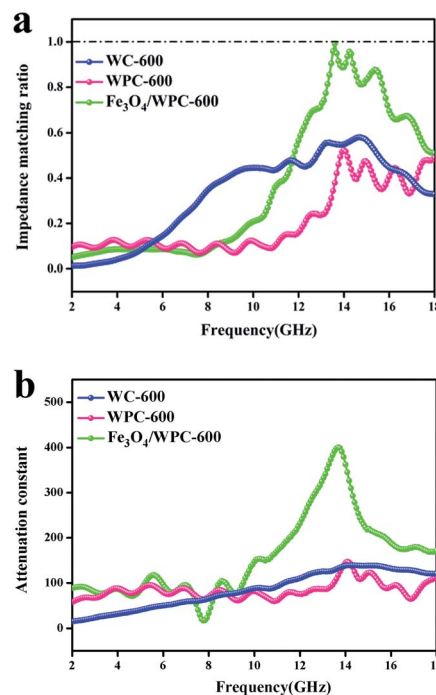 a
Impedance matching ratio
1.0
0.8
0.6
0.4
0.2
0.0
WC-600
WPC-600
Fe₃O₄/WPC-600
2 4 6 8 10 12 14 16 18
Frequency(GHz)
b
Attenuation constant
500
400
300
200
100
0
WC-600
WPC-600
Fe₃O₄/WPC-600
2 4 6 8 10 12 14 16 1
Frequency(GHz)